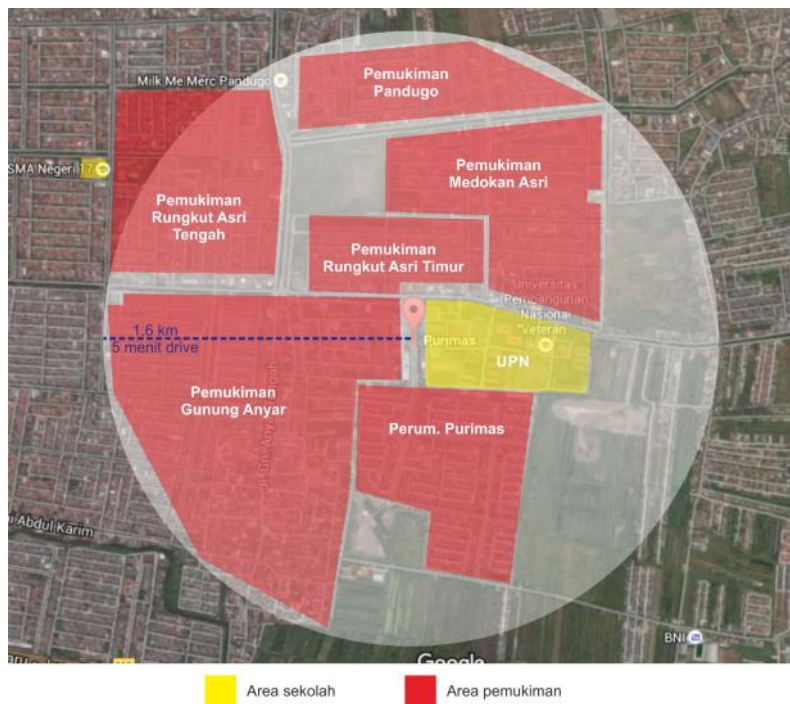 Pemukiman
Pandugo
Milk Me Merc Pandugo
SMA Negeri 17
Pemukiman
Medokan Asri
Pemukiman
Rungkut Asri
Tengah
Pemukiman
Rungkut Asri Timur
Universitas
Pembangunan
Nasional
"Veteran
1,6 km
5 menit drive
Purimas
UPN
Pemukiman
Gunung Anyar
Perum. Purimas
Abdul Karim
BNI
Google
Area sekolah
Area pemukiman